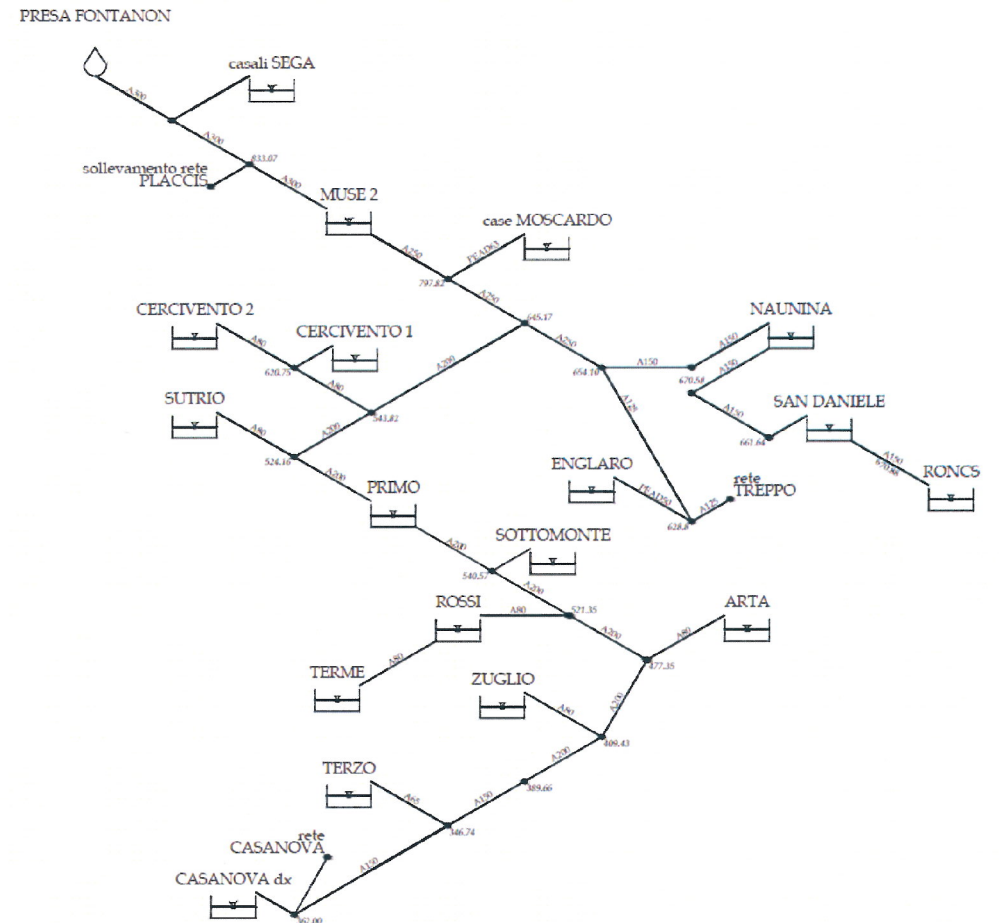 PRESA FONTANON
casali SEGA
A300
A300
833.07
sollevamento rete
PLACCIS
A300
MUSE 2
case MOSCARDO
A250
PEAD63
797.82
A250
NAUNINA
CERCIVENTO 2
645.37
CERCIVENTO 1
A80
A250
A150
A200
A150
A150
620.75
654.10
670.58
A80
SUTRIO
SAN DANIELE
A125
A150
543.82
A80
A200
661.64
524.16
A150
ENGLARO
RONCS
A200
rete
TREPPO
PRIMO
PEAD50
A125
628.8
SOTTOMONTE
A200
540.57
A200
ROSSI
ARTA
A80
521.35
A200
A80
A80
477.35
TERME
ZUGLIO
A200
A80
409.43
A200
TERZO
389.66
A65
A150
346.74
rete
CASANOVA
A150
CASANOVA dx